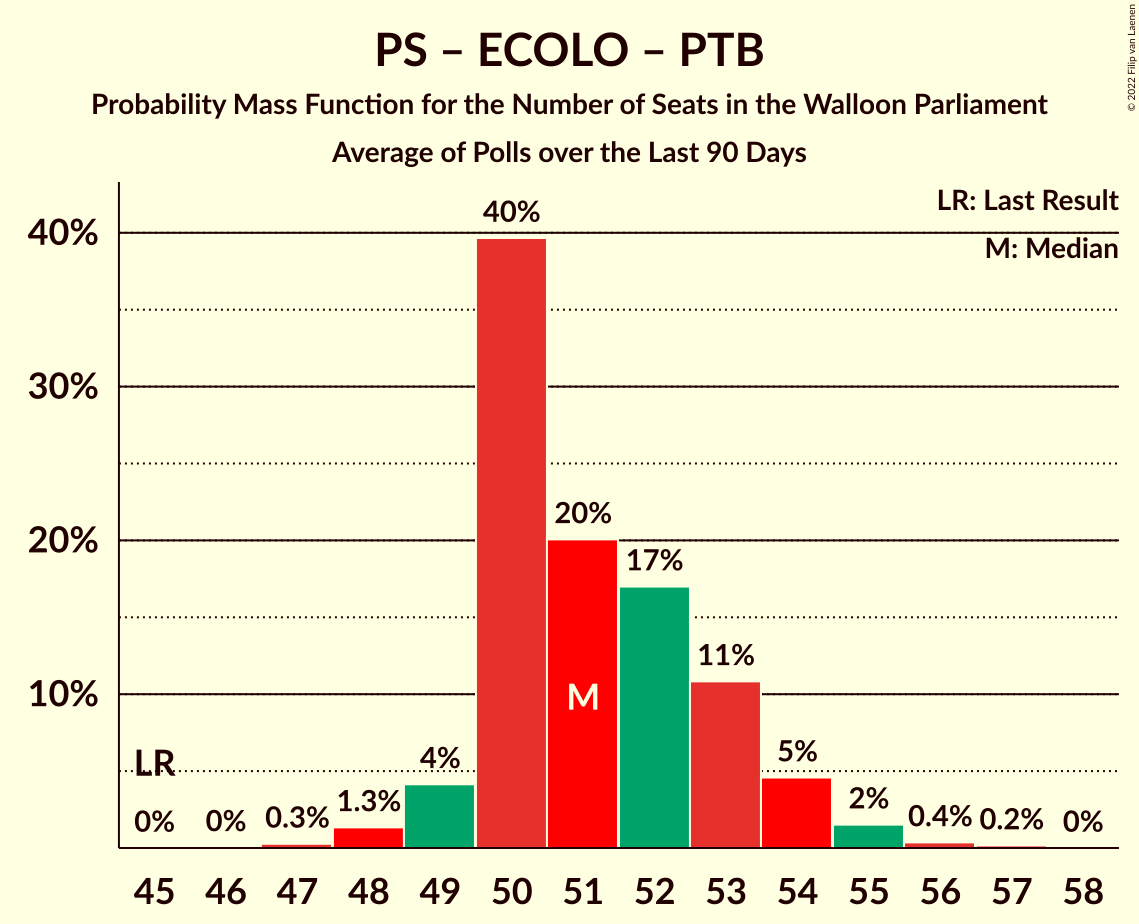 PS – ECOLO – PTB
Probability Mass Function for the Number of Seats in the Walloon Parliament
Average of Polls over the Last 90 Days
© 2022 Filip van Laenen
LR: Last Result
M: Median
40%
30%
20%
10%
LR
0%
0%
0.3%
1.3%
4%
40%
20%
M
17%
11%
5%
2%
0.4%
0.2%
0%
45 46 47 48 49 50 51 52 53 54 55 56 57 58